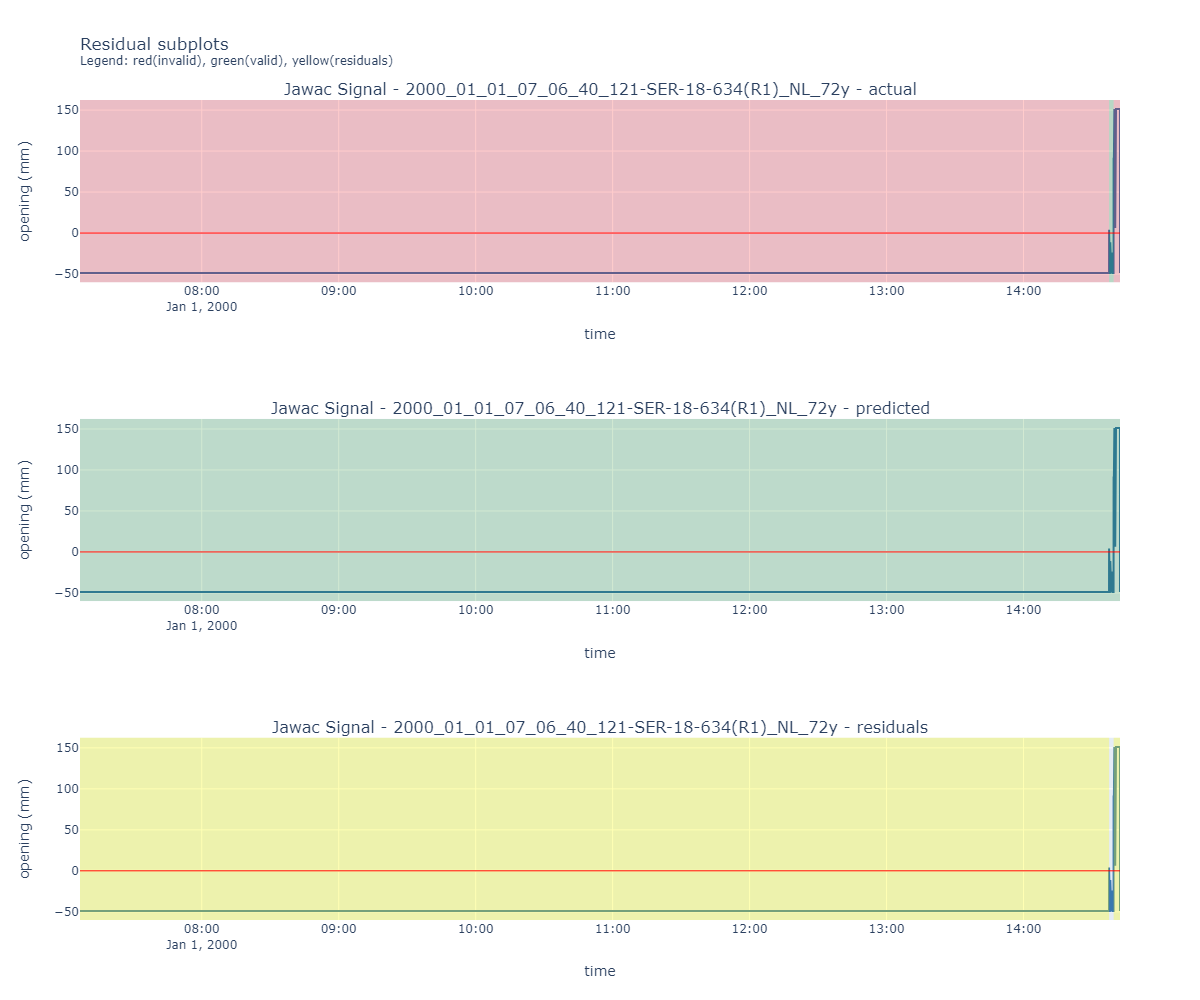 Residual subplots
Legend: red(invalid), green(valid), yellow(residuals)
Jawac Signal - 2000_01_01_07_06_40_121-SER-18-634(R1)_NL_72y - actual
150
100
50
0
−50
opening (mm)
08:00 09:00 10:00 11:00 12:00 13:00 14:00
Jan 1, 2000
time
Jawac Signal - 2000_01_01_07_06_40_121-SER-18-634(R1)_NL_72y - predicted
150
100
50
0
−50
opening (mm)
08:00 09:00 10:00 11:00 12:00 13:00 14:00
Jan 1, 2000
time
Jawac Signal - 2000_01_01_07_06_40_121-SER-18-634(R1)_NL_72y - residuals
150
100
50
0
−50
opening (mm)
08:00 09:00 10:00 11:00 12:00 13:00 14:00
Jan 1, 2000
time